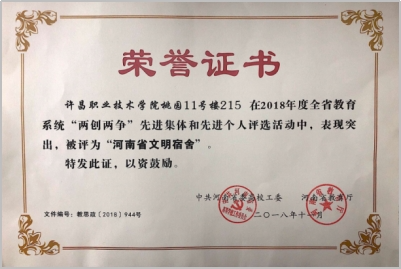 荣誉证书
许昌职业技术学院桃园11号楼215 在2018年度全省教育
系统“两创两争”先进集体和先进个人评选活动中，表现突
出，被评为“河南省文明宿舍”。
特发此证，以资鼓励。
中共河南省 高校工委 河南省教育厅
文件编号：教思政〔2018〕944号
二〇一八年十 月